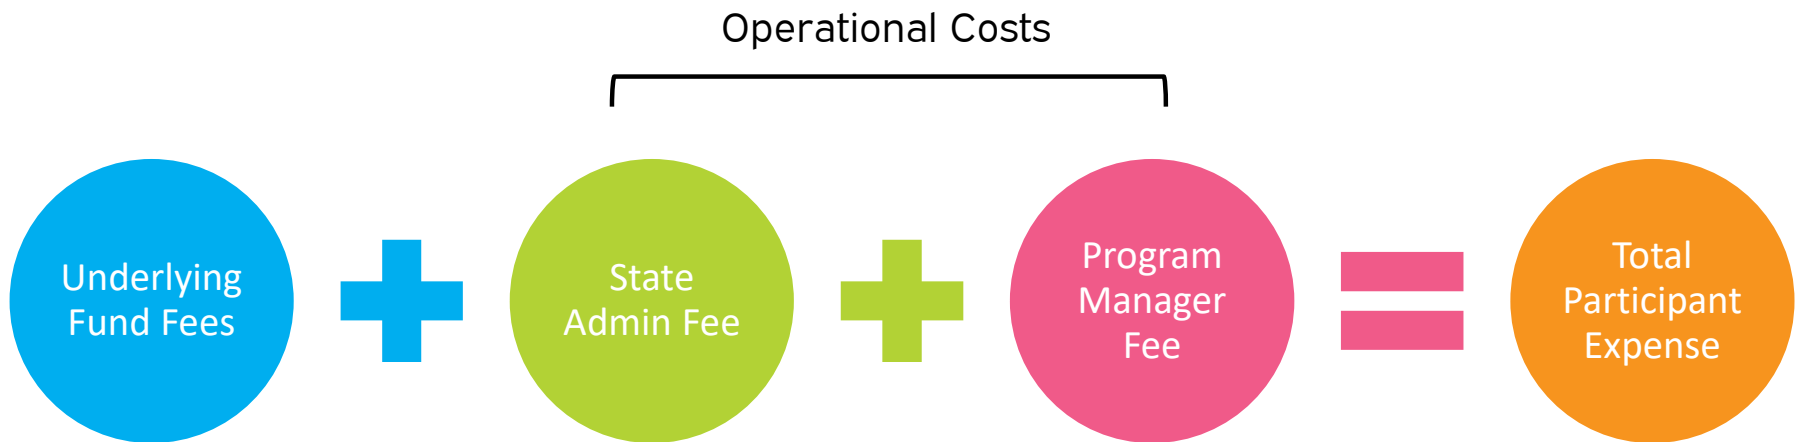 Operational Costs
Underlying
Fund Fees
State
Admin Fee
Program
Manager
Fee
Total
Participant
Expense